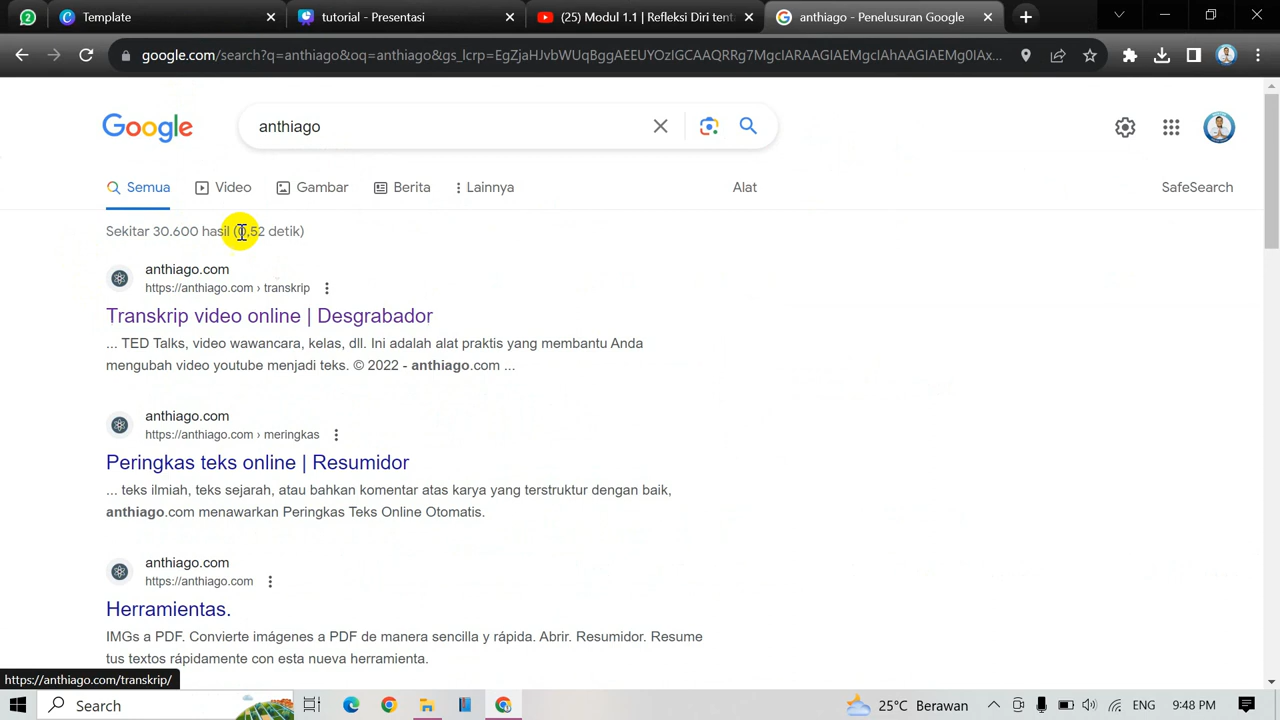 2
Template
tutorial - Presentasi
(25) Modul 1.1 | Refleksi Diri tent
anthiago - Penelusuran Google
google.com/search?q=anthiago&oq=anthiago&gs_lcrp=EgZjaHJvbWUqBggAEEUYOzIGCAAQRRg7MgcIARAAGIAEMgcIAhAAGIAEMg0IAx...
Google
anthiago
Semua
Video
Gambar
Berita
Lainnya
Alat
SafeSearch
Sekitar 30.600 hasil (0,52 detik)
anthiago.com
https://anthiago.com › transkrip
Transkrip video online | Desgrabador
... TED Talks, video wawancara, kelas, dll. Ini adalah alat praktis yang membantu Anda
mengubah video youtube menjadi teks. © 2022 - anthiago.com ...
anthiago.com
https://anthiago.com › meringkas
Peringkas teks online | Resumidor
... teks ilmiah, teks sejarah, atau bahkan komentar atas karya yang terstruktur dengan baik,
anthiago.com menawarkan Peringkas Teks Online Otomatis.
anthiago.com
https://anthiago.com
Herramientas.
IMGs a PDF. Convierte imágenes a PDF de manera sencilla y rápida. Abrir. Resumidor. Resume
tus textos rápidamente con esta nueva herramienta.
https://anthiago.com/transkrip/
Search
25°C Berawan
ENG
9:48 PM